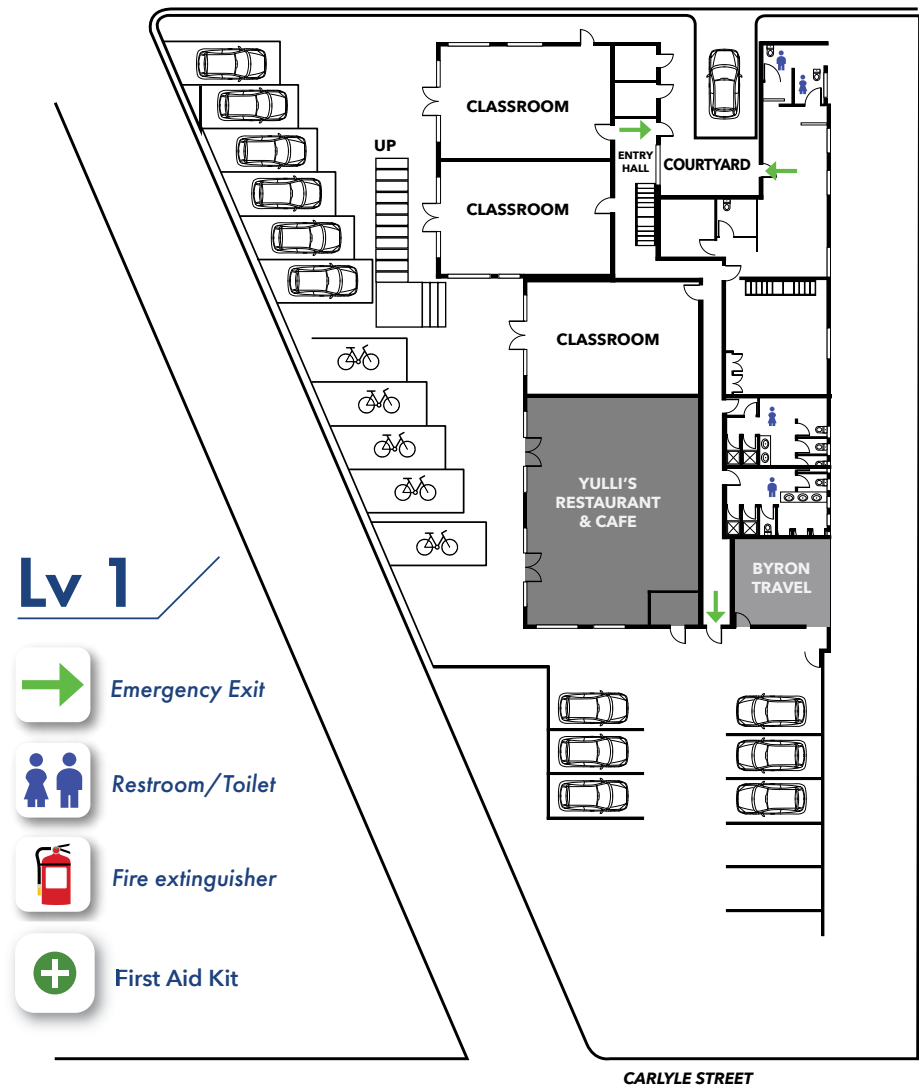 CLASSROOM
UP
ENTRY
HALL
COURTYARD
CLASSROOM
CLASSROOM
YULLI'S
RESTAURANT
& CAFE
BYRON
TRAVEL
Lv 1
Emergency Exit
Restroom/Toilet
Fire extinguisher
First Aid Kit
CARLYLE STREET